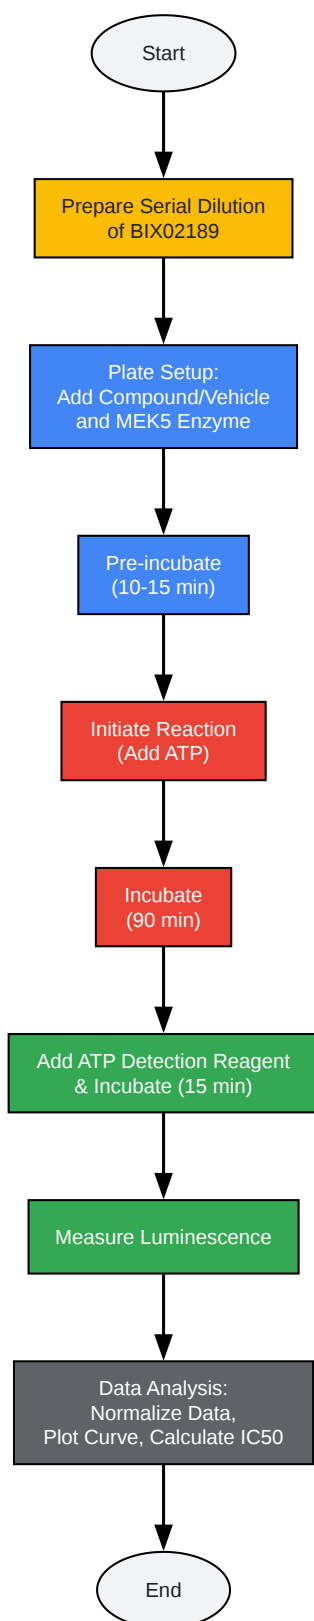 Start
Prepare Serial Dilution
of BIX02189
Plate Setup:
Add Compound/Vehicle
and MEK5 Enzyme
Pre-incubate
(10-15 min)
Initiate Reaction
(Add ATP)
Incubate
(90 min)
Add ATP Detection Reagent
& Incubate (15 min)
Measure Luminescence
Data Analysis:
Normalize Data,
Plot Curve, Calculate IC50
End